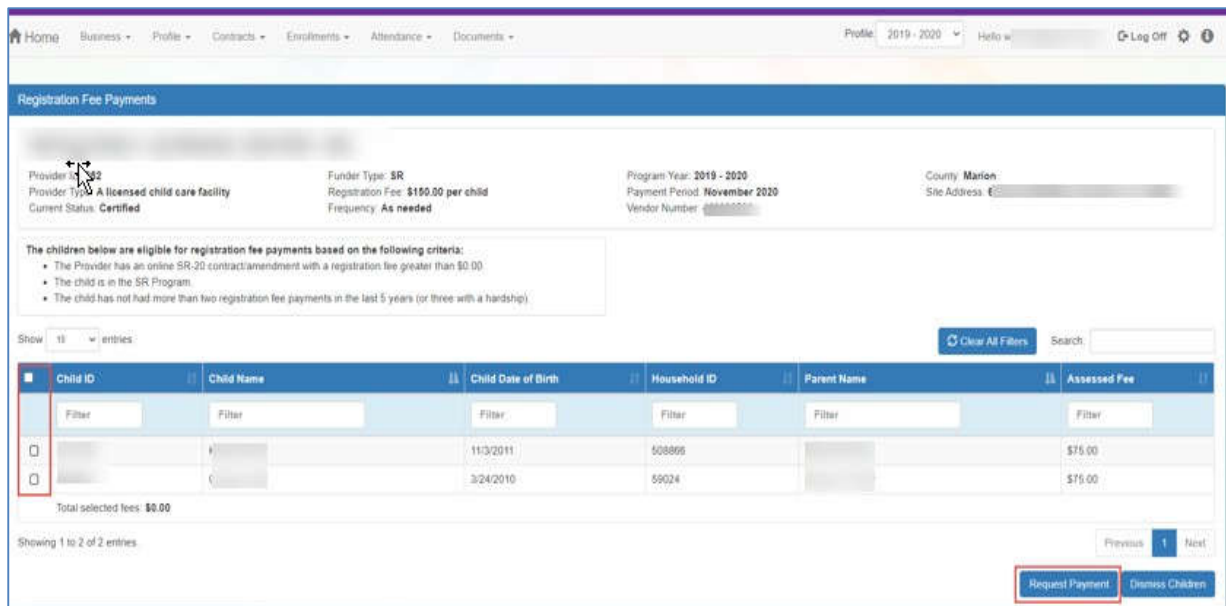 Home Business Profile Contracts Enrollments Attendance Documents Profile: 2019 - 2020 Hello Log Off
Registration Fee Payments
Provider 62 Funder Type: SR Program Year: 2019 - 2020 County: Marion
Provider Type: A licensed child care facility Registration Fee: $150.00 per child Payment Period: November 2020 Site Address:
Current Status: Certified Frequency: As needed Vendor Number:
The children below are eligible for registration fee payments based on the following criteria:
• The Provider has an online SR-20 contract/amendment with a registration fee greater than $0.00
• The child is in the SR Program.
• The child has not had more than two registration fee payments in the last 5 years (or three with a hardship).
Show entries Clear All Filters Search:
Child ID Child Name Child Date of Birth Household ID Parent Name Assessed Fee
Filter Filter Filter Filter Filter Filter
11/3/2011 508866 $75.00
3/24/2010 59024 $75.00
Total selected fees: $0.00
Showing 1 to 2 of 2 entries Previous 1 Next
Request Payment Dismiss Children